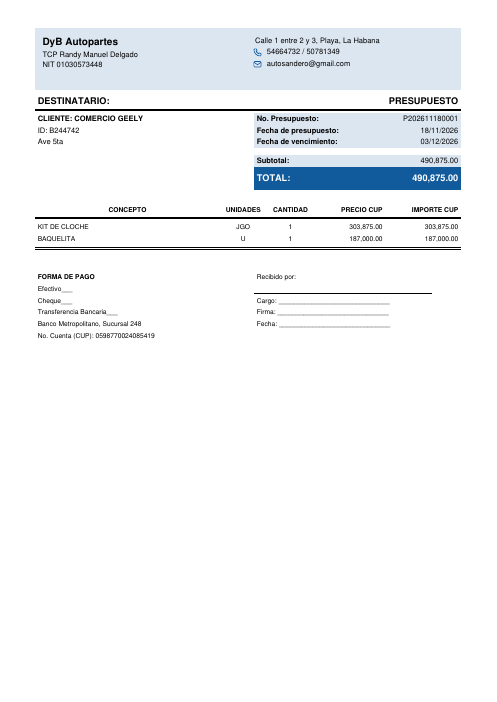 DyB Autopartes
TCP Randy Manuel Delgado
NIT 01030573448
Calle 1 entre 2 y 3, Playa, La Habana
54664732 / 50781349
autosandero@gmail.com
DESTINATARIO: PRESUPUESTO
CLIENTE: COMERCIO GEELY
ID: B244742
Ave 5ta
No. Presupuesto: P202611180001
Fecha de presupuesto: 18/11/2026
Fecha de vencimiento: 03/12/2026
Subtotal: 490,875.00
TOTAL: 490,875.00
CONCEPTO UNIDADES CANTIDAD PRECIO CUP IMPORTE CUP
KIT DE CLOCHE JGO 1 303,875.00 303,875.00
BAQUELITA U 1 187,000.00 187,000.00
FORMA DE PAGO
Efectivo___
Cheque___
Transferencia Bancaria___
Banco Metropolitano, Sucursal 248
No. Cuenta (CUP): 0598770024085419
Recibido por:
Cargo: ______________________________
Firma: ______________________________
Fecha: ______________________________